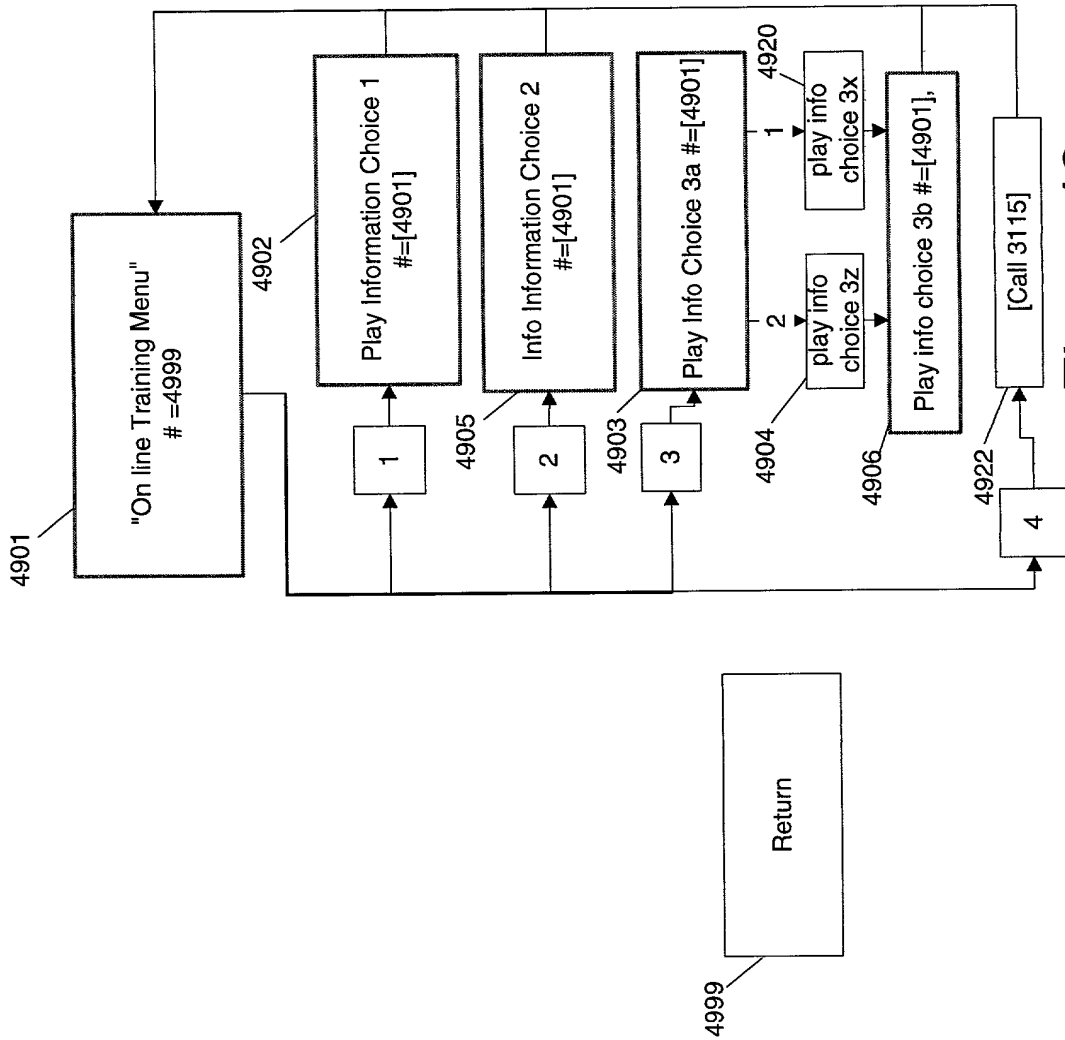 4901
"On line Training Menu"
# =4999
4902
1
Play Information Choice 1
#=[4901]
4905
2
Info Information Choice 2
#=[4901]
4903
3
Play Info Choice 3a #=[4901]
2
1
4904
play info
choice 3z
4920
play info
choice 3x
4906
Play info choice 3b #=[4901],
4922
4
[Call 3115]
4999
Return